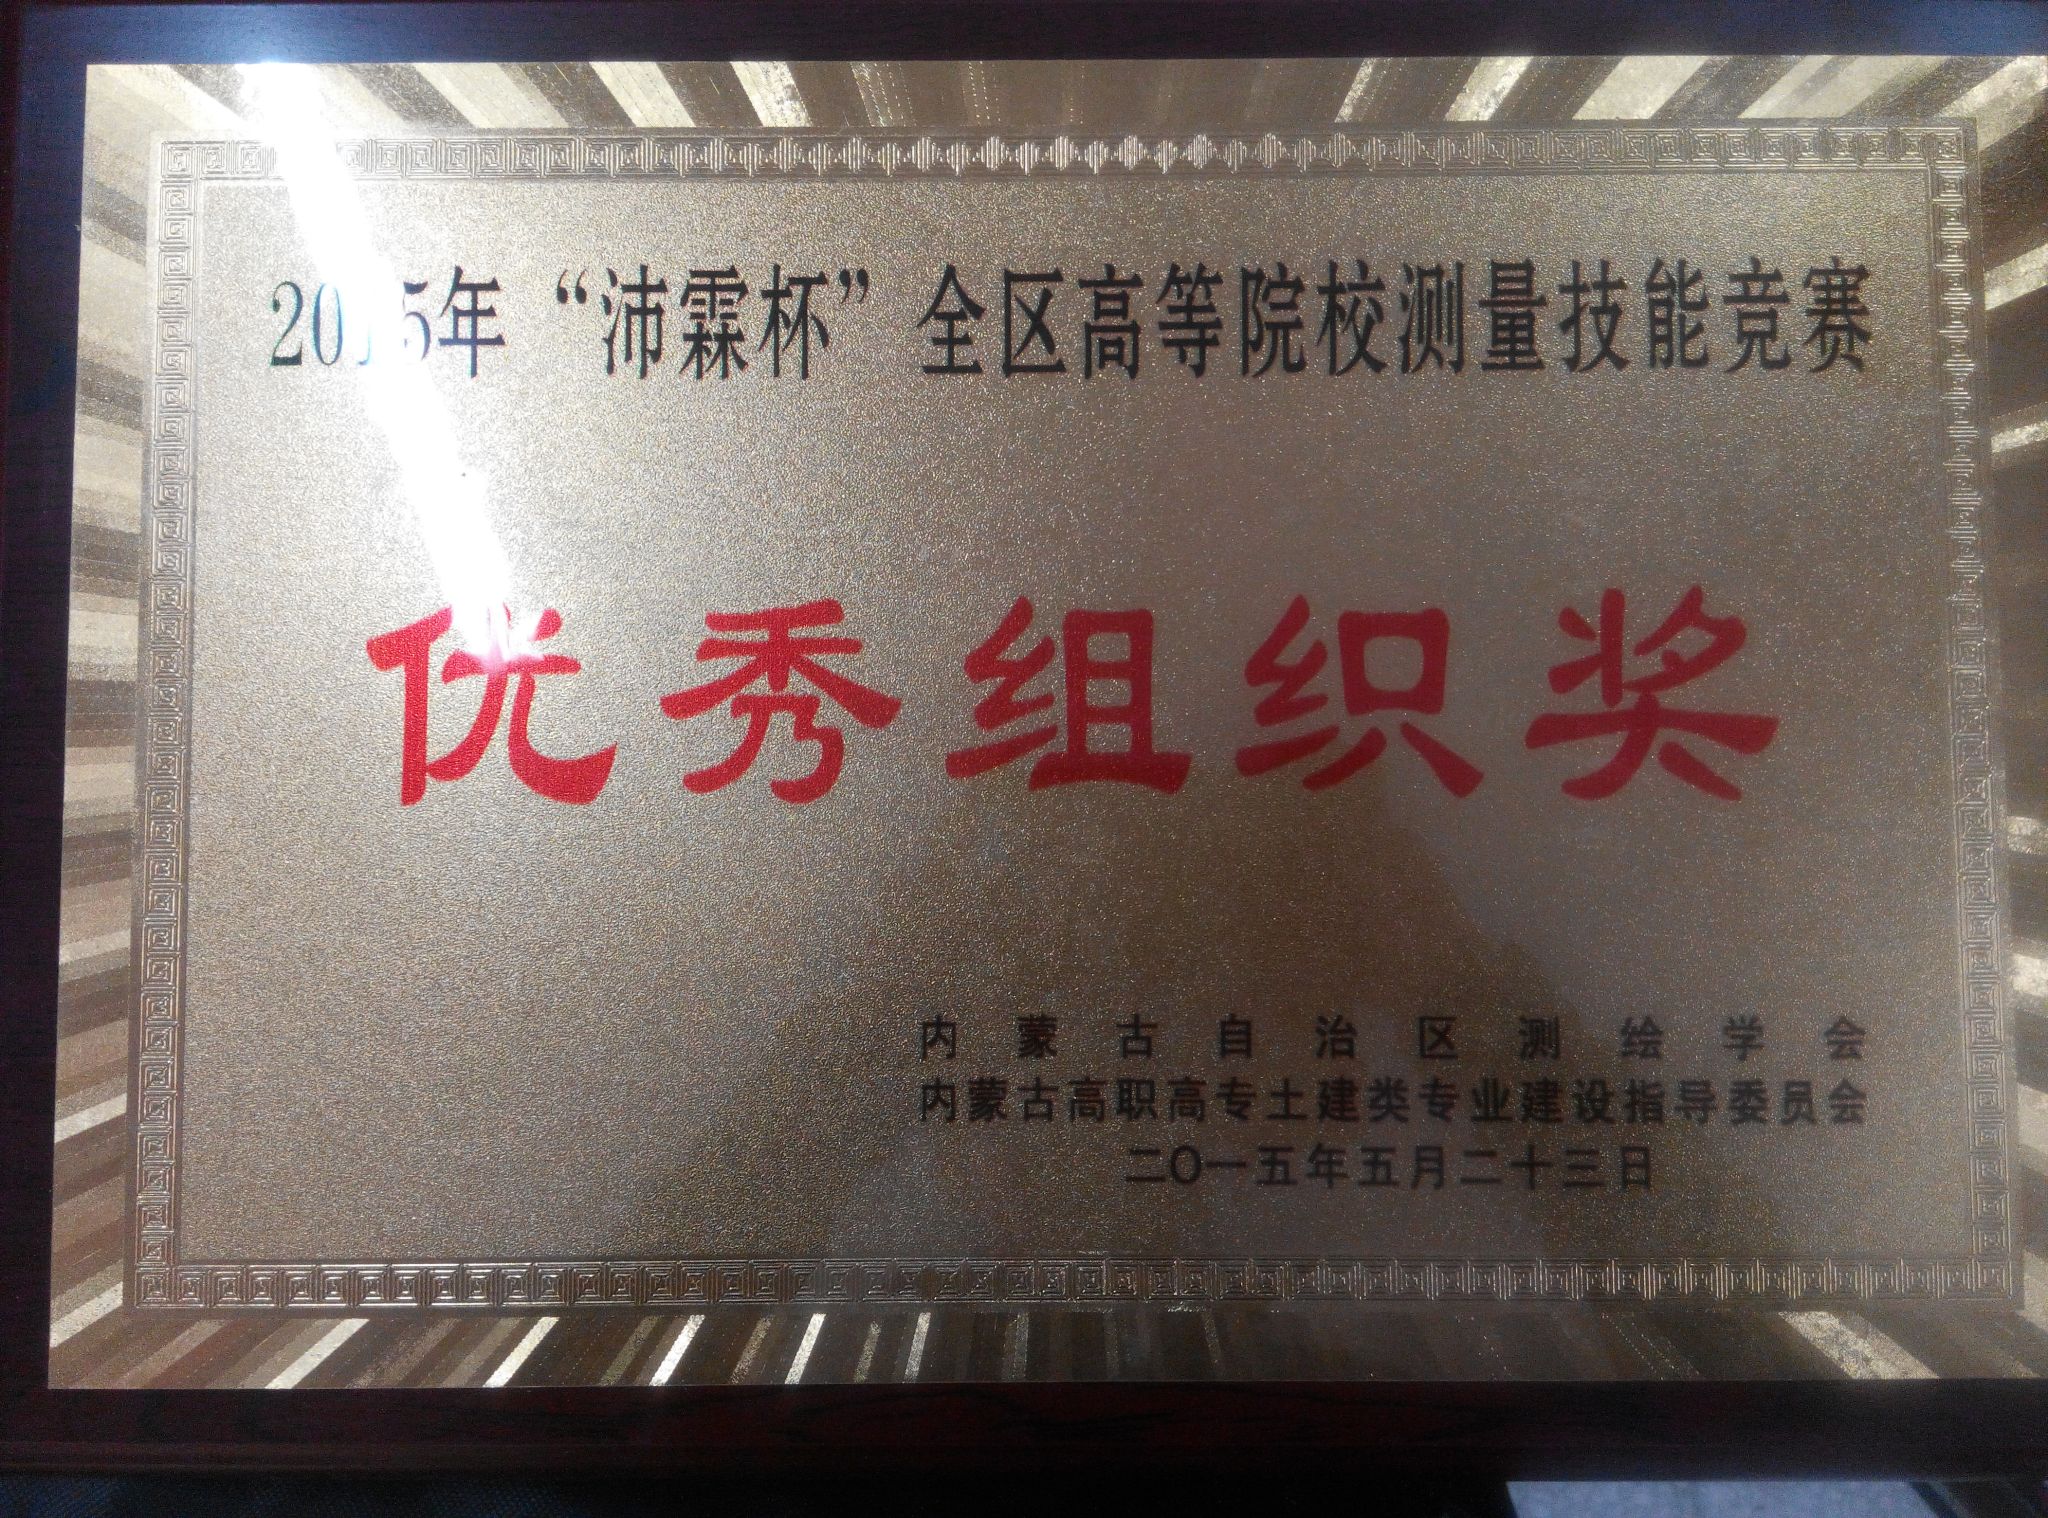 2015年“沛霖杯”全区高等院校测量技能竞赛
优秀组织奖
内蒙古自治区测绘学会
内蒙古高职高专土建类专业建设指导委员会
二〇一五年五月二十三日